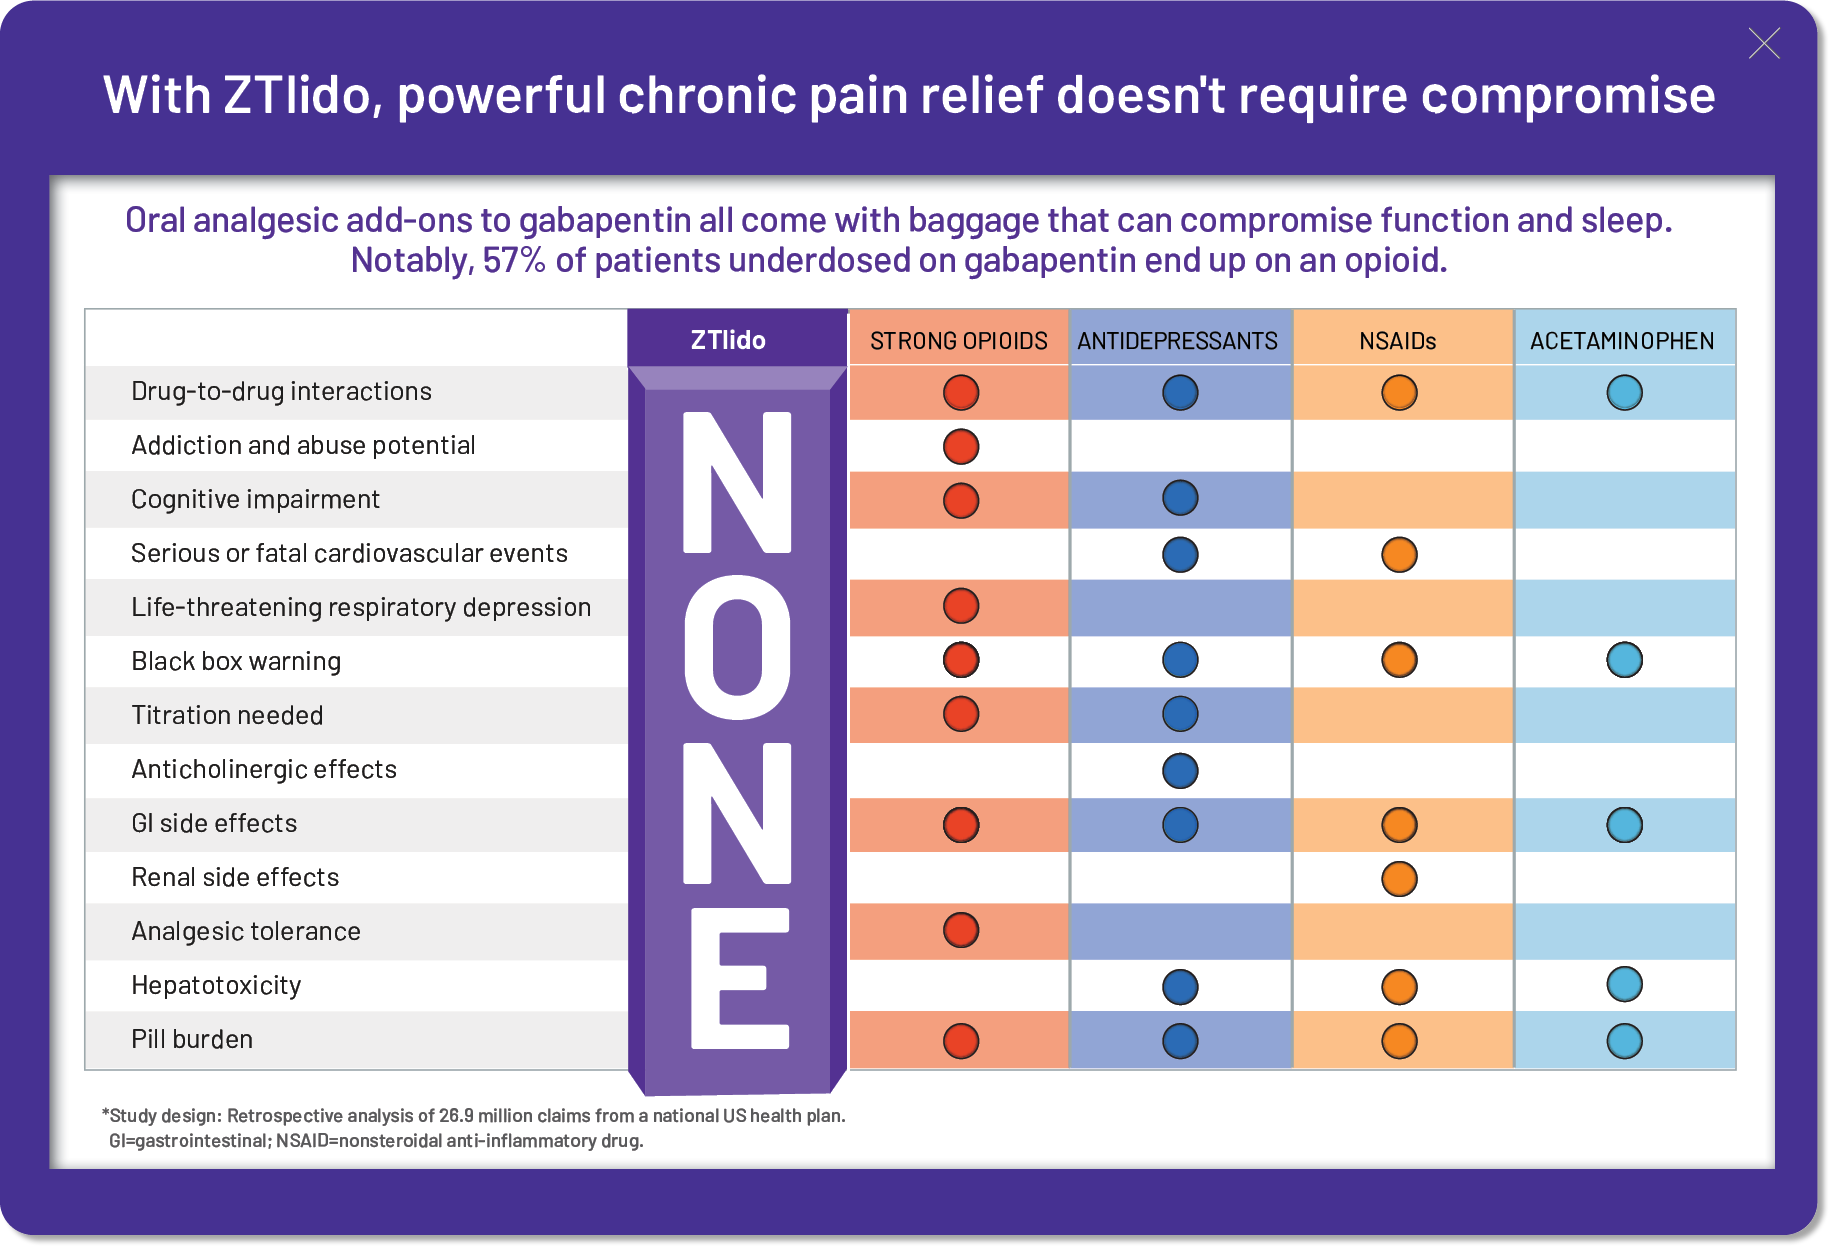 With ZTlido, powerful chronic pain relief doesn't require compromise
Oral analgesic add-ons to gabapentin all come with baggage that can compromise function and sleep.
Notably, 57% of patients underdosed on gabapentin end up on an opioid.
ZTlido STRONG OPIOIDS ANTIDEPRESSANTS NSAIDs ACETAMINOPHEN
NONE
Drug-to-drug interactions
Addiction and abuse potential
Cognitive impairment
Serious or fatal cardiovascular events
Life-threatening respiratory depression
Black box warning
Titration needed
Anticholinergic effects
GI side effects
Renal side effects
Analgesic tolerance
Hepatotoxicity
Pill burden
*Study design: Retrospective analysis of 26.9 million claims from a national US health plan.
GI=gastrointestinal; NSAID=nonsteroidal anti-inflammatory drug.